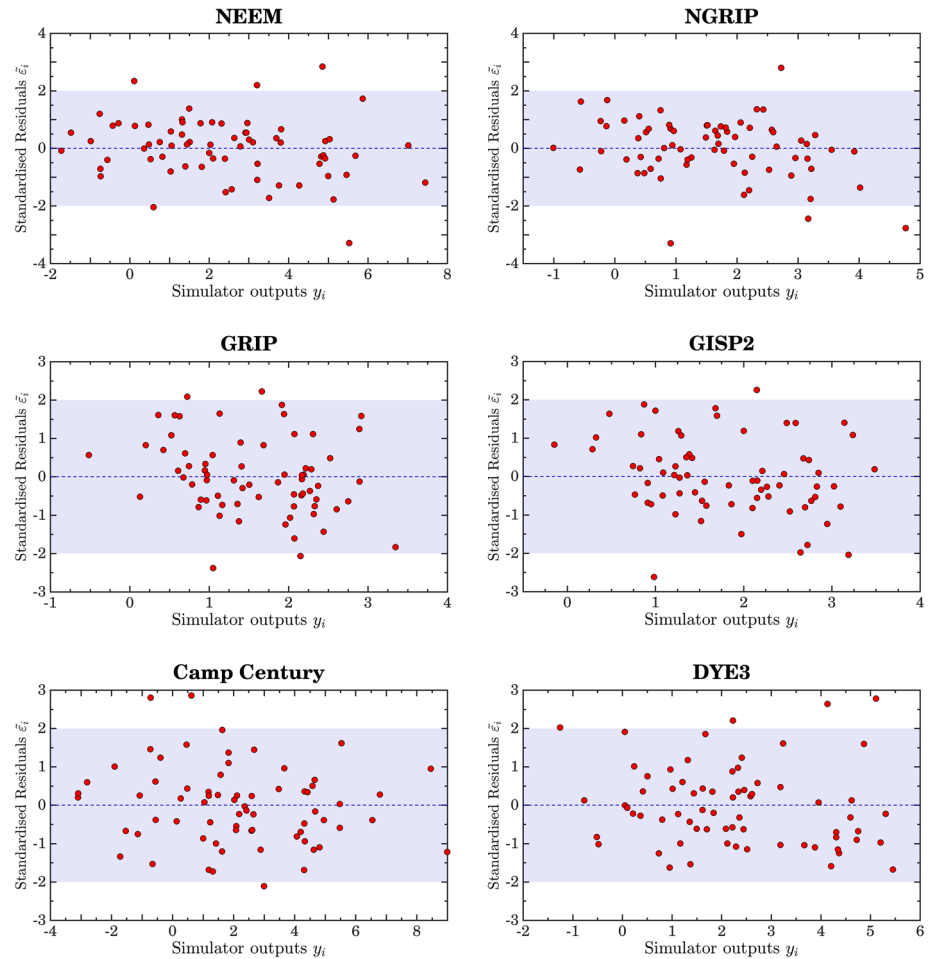 NEEM
Standardised Residuals ε̃i
4
2
0
-2
-4
-2 0 2 4 6 8
Simulator outputs yi
NGRIP
Standardised Residuals ε̃i
4
2
0
-2
-4
-1 0 1 2 3 4 5
Simulator outputs yi
GRIP
Standardised Residuals ε̃i
3
2
1
0
-1
-2
-3
-1 0 1 2 3 4
Simulator outputs yi
GISP2
Standardised Residuals ε̃i
3
2
1
0
-1
-2
-3
0 1 2 3 4
Simulator outputs yi
Camp Century
Standardised Residuals ε̃i
3
2
1
0
-1
-2
-3
-4 -2 0 2 4 6 8
Simulator outputs yi
DYE3
Standardised Residuals ε̃i
3
2
1
0
-1
-2
-3
-2 -1 0 1 2 3 4 5 6
Simulator outputs yi